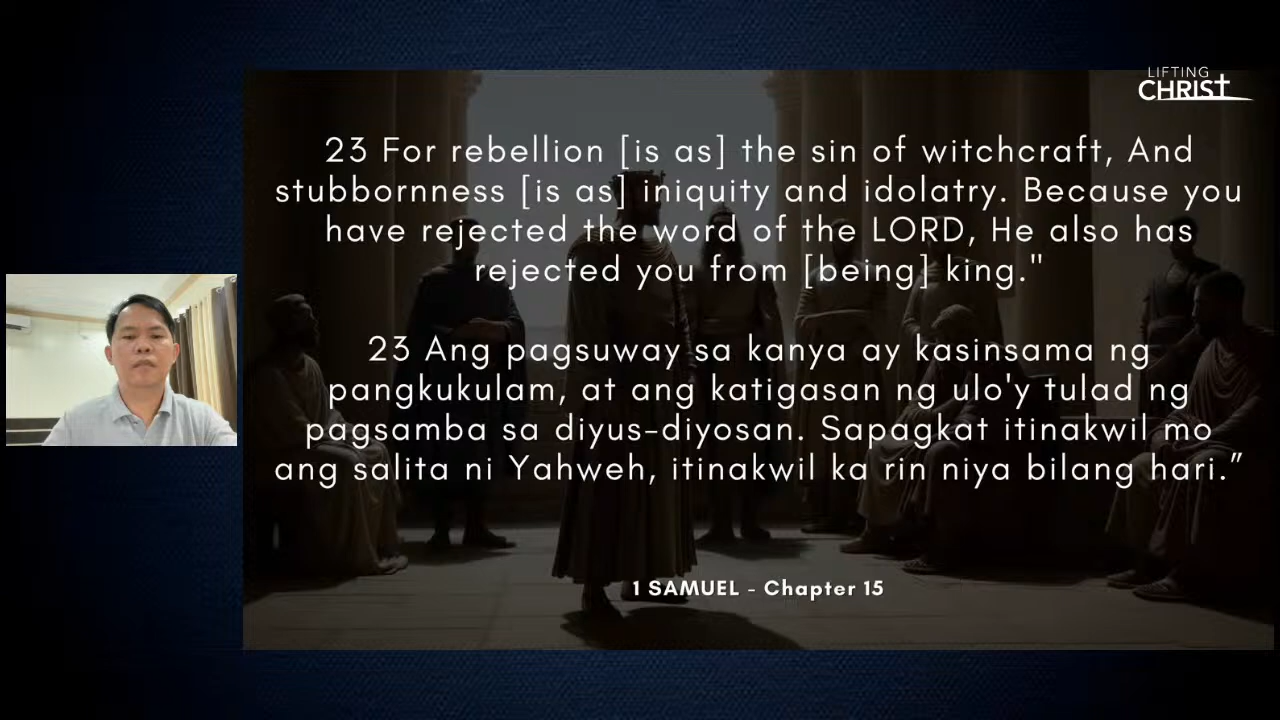 LIFTING
CHRIST
23 For rebellion [is as] the sin of witchcraft, And
stubbornness [is as] iniquity and idolatry. Because you
have rejected the word of the LORD, He also has
rejected you from [being] king."
23 Ang pagsuway sa kanya ay kasinsama ng
pangkukulam, at ang katigasan ng ulo'y tulad ng
pagsamba sa diyus-diyosan. Sapagkat itinakwil mo
ang salita ni Yahweh, itinakwil ka rin niya bilang hari.”
1 SAMUEL - Chapter 15